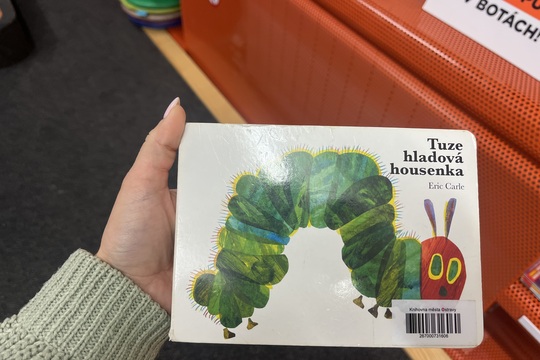 V BOTÁCH!
Tuze
hladová
housenka
Eric Carle
Knihovna města Ostravy